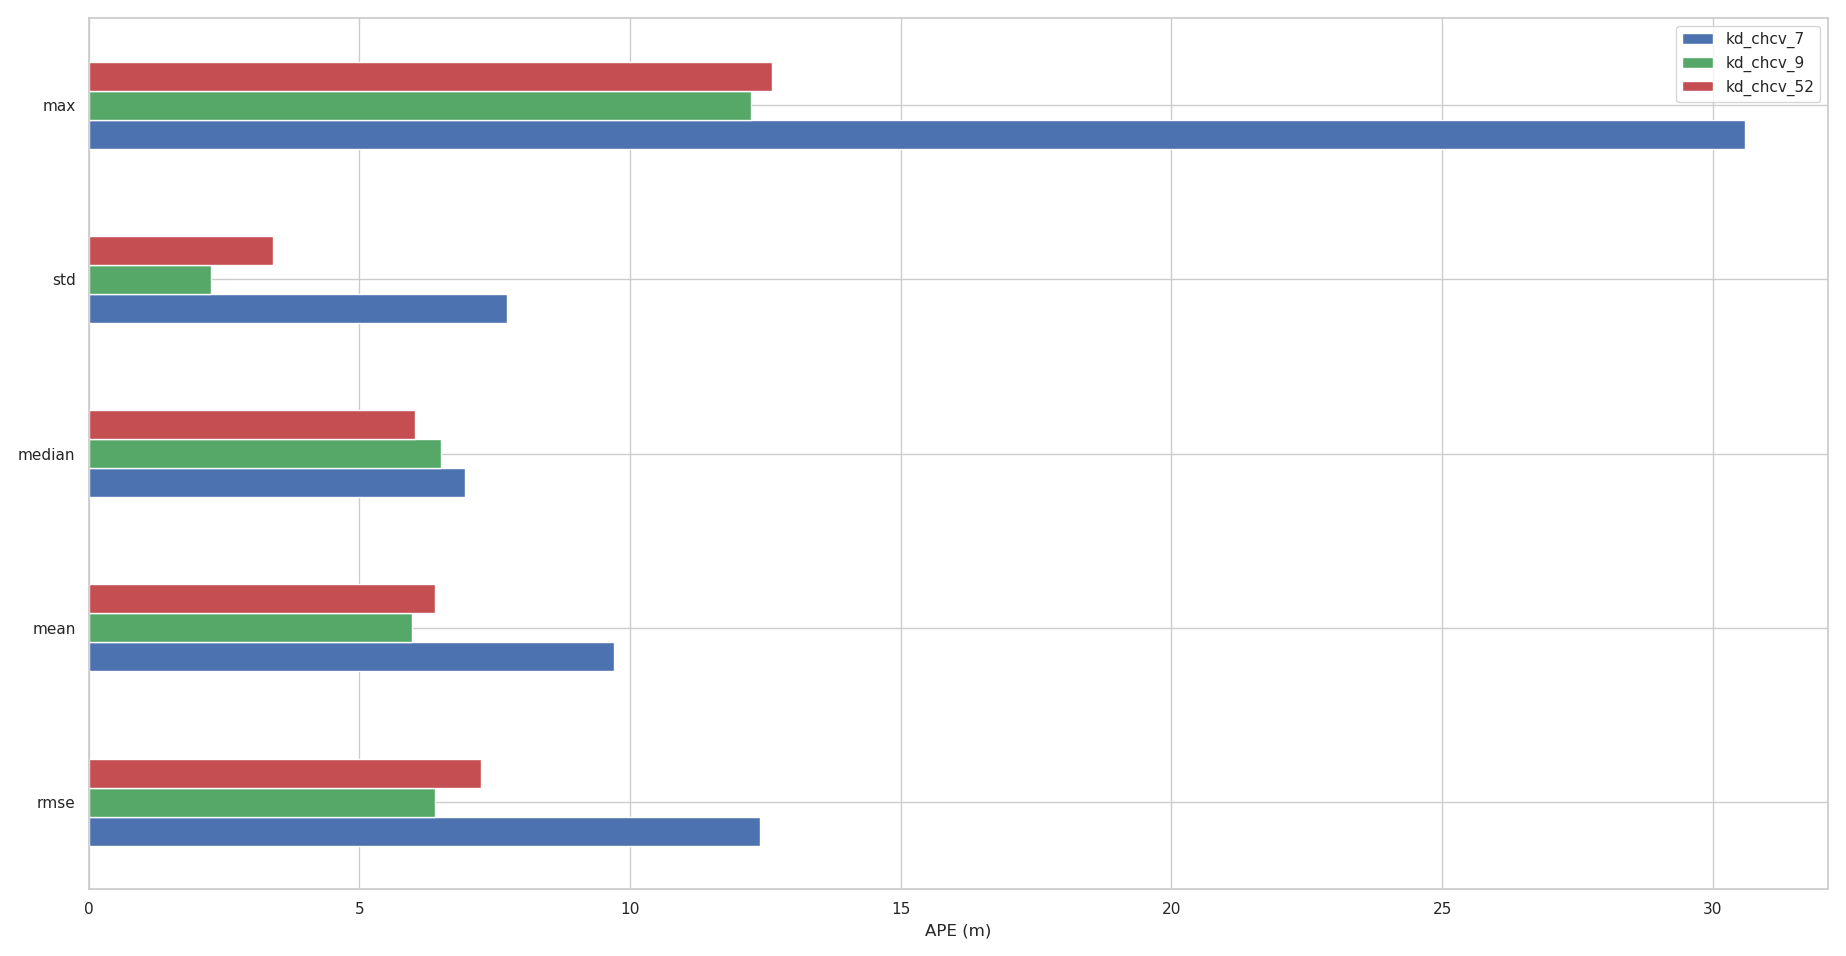 kd_chcv_7
kd_chcv_9
kd_chcv_52
max
std
median
mean
rmse
0 5 10 15 20 25 30
APE (m)